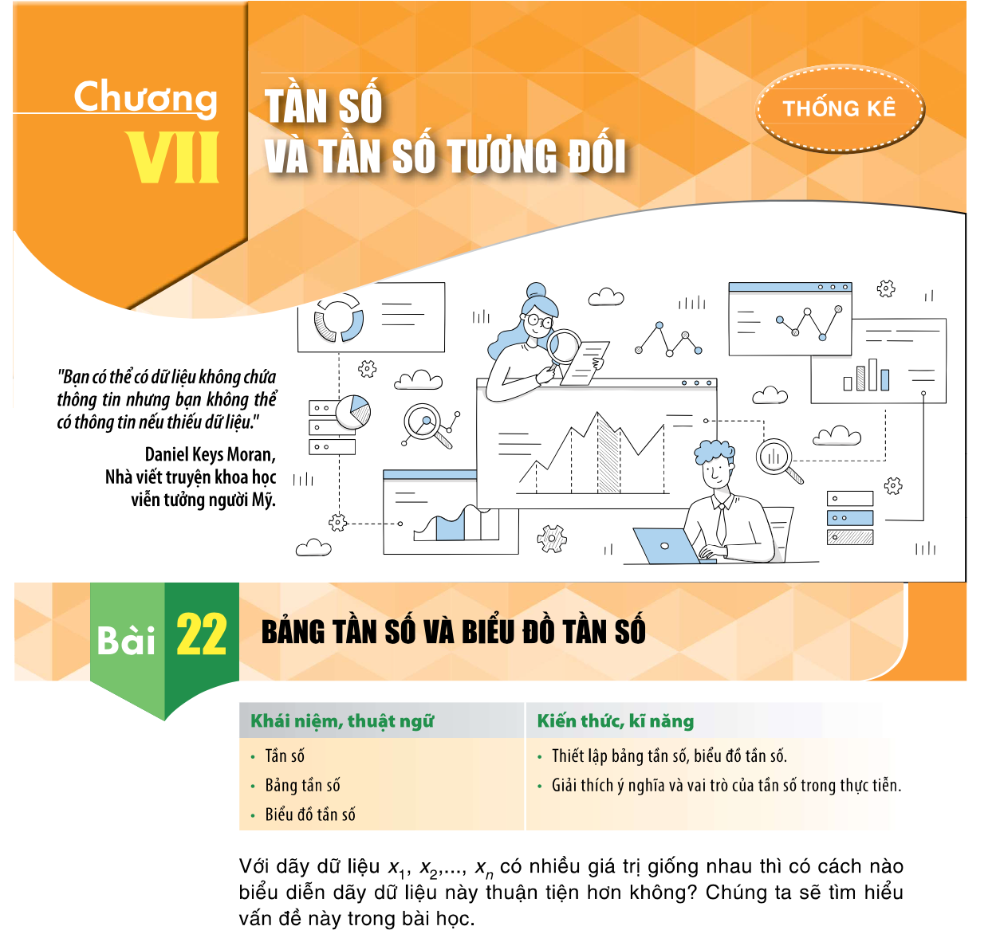 Chương
VII
TẦN SỐ
VÀ TẦN SỐ TƯƠNG ĐỐI
THỐNG KÊ
"Bạn có thể có dữ liệu không chứa
thông tin nhưng bạn không thể
có thông tin nếu thiếu dữ liệu."
Daniel Keys Moran,
Nhà viết truyện khoa học
viễn tưởng người Mỹ.
Bài 22
BẢNG TẦN SỐ VÀ BIỂU ĐỒ TẦN SỐ
Khái niệm, thuật ngữ
• Tần số
• Bảng tần số
• Biểu đồ tần số
Kiến thức, kĩ năng
• Thiết lập bảng tần số, biểu đồ tần số.
• Giải thích ý nghĩa và vai trò của tần số trong thực tiễn.
Với dãy dữ liệu x₁, x₂,..., xₙ có nhiều giá trị giống nhau thì có cách nào
biểu diễn dãy dữ liệu này thuận tiện hơn không? Chúng ta sẽ tìm hiểu
vấn đề này trong bài học.